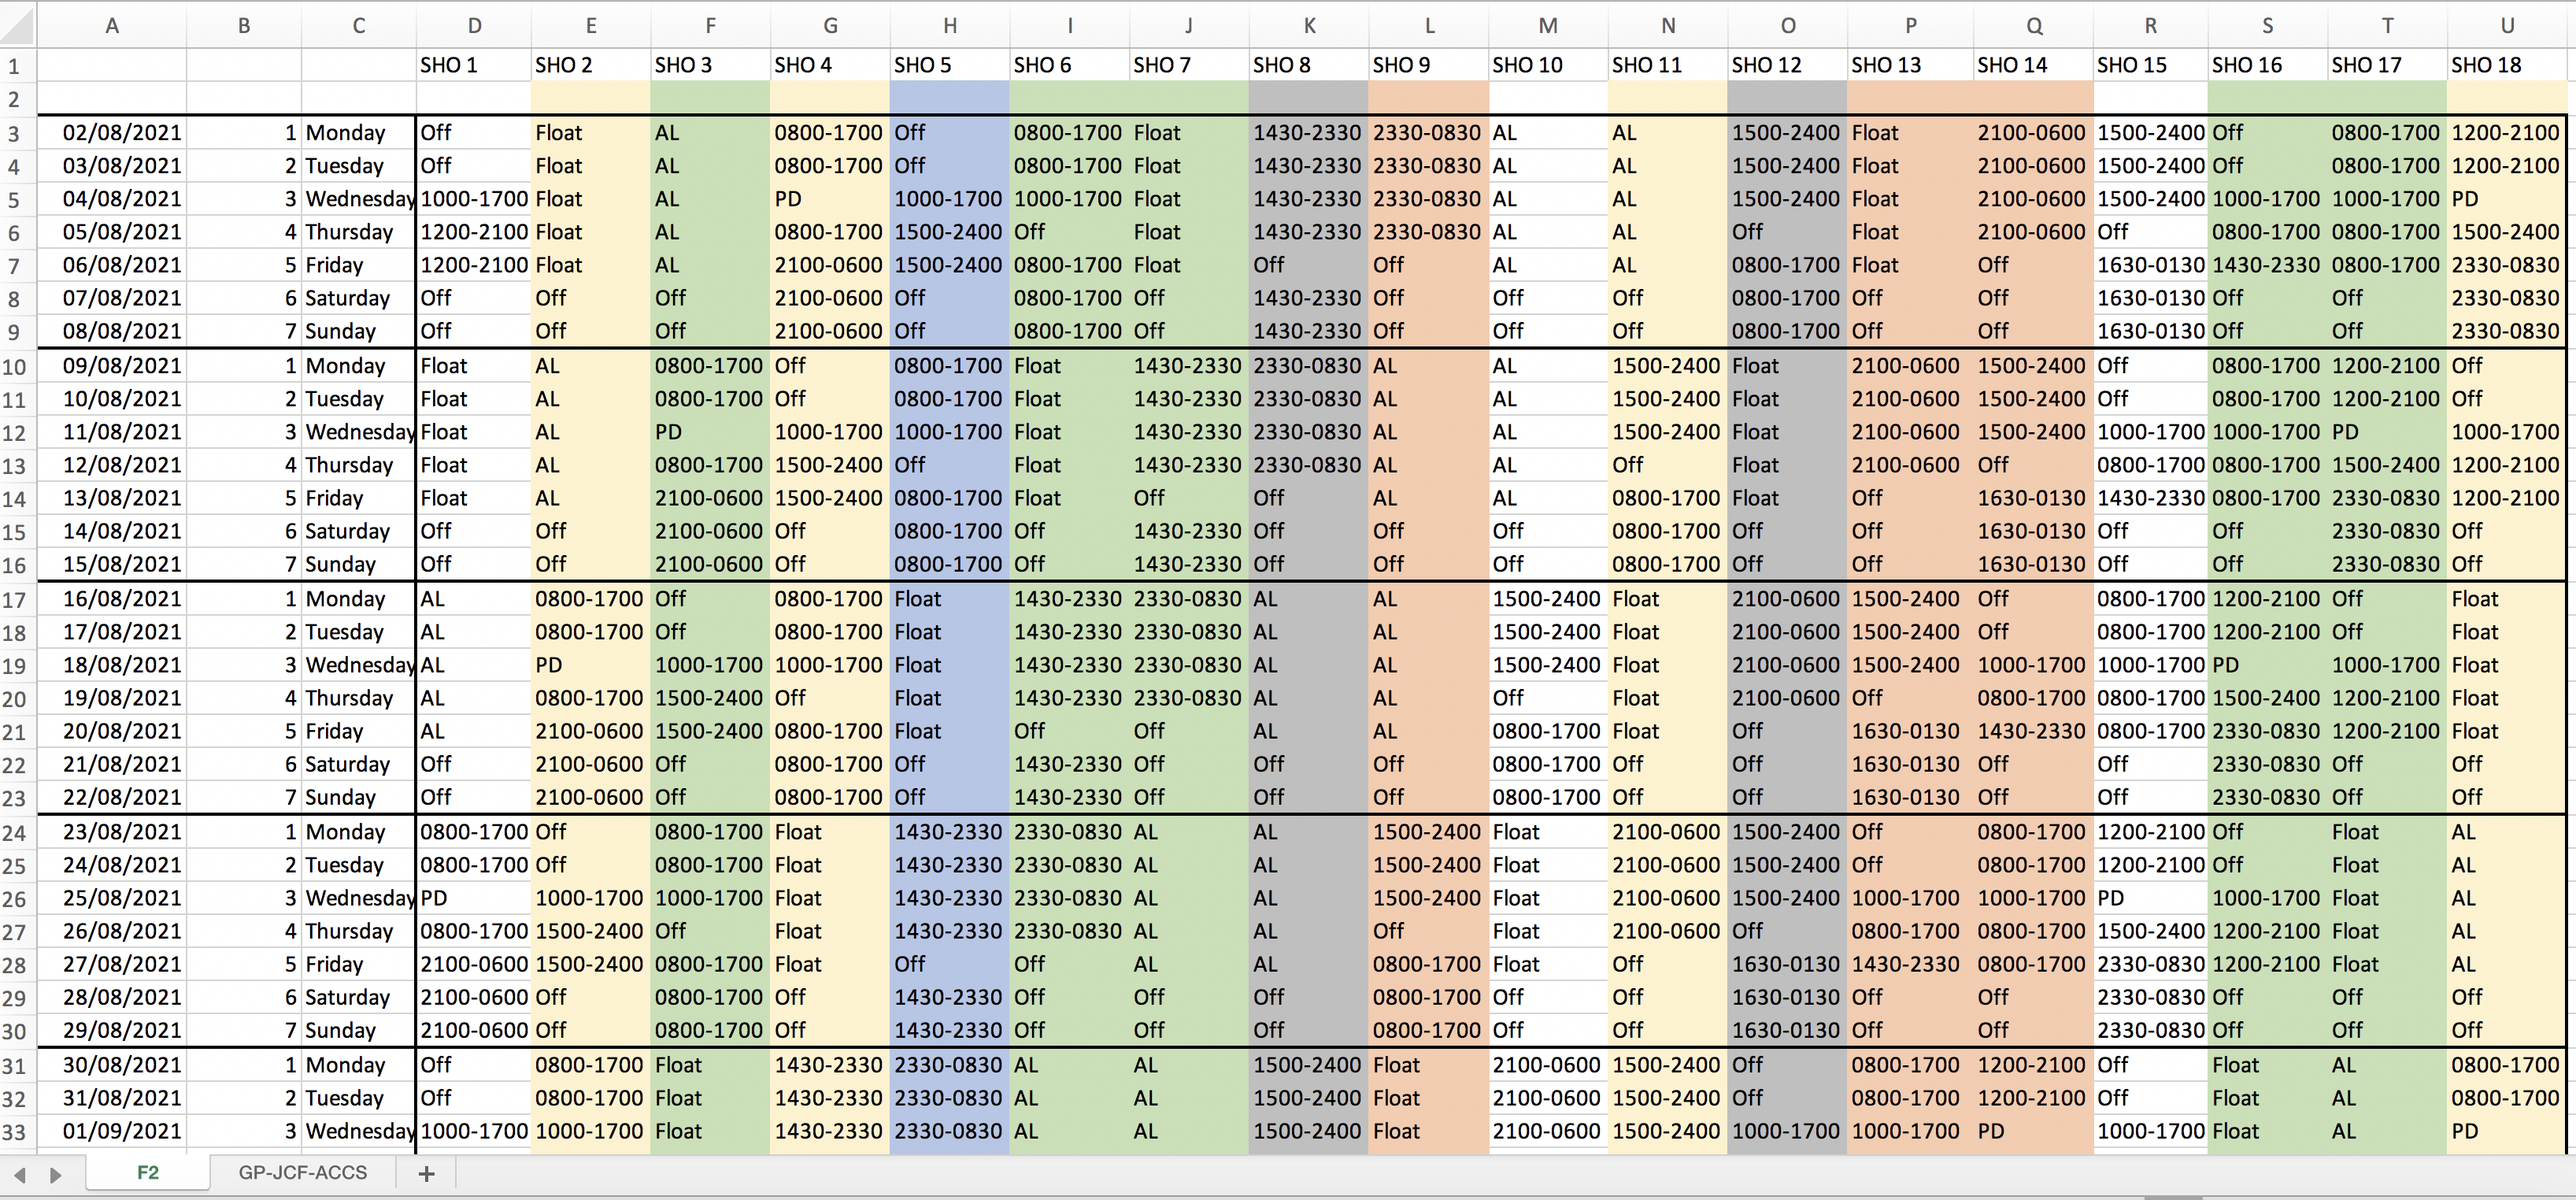 A B C D E F G H I J K L M N O P Q R S T U
1 SHO 1 SHO 2 SHO 3 SHO 4 SHO 5 SHO 6 SHO 7 SHO 8 SHO 9 SHO 10 SHO 11 SHO 12 SHO 13 SHO 14 SHO 15 SHO 16 SHO 17 SHO 18
2
3 02/08/2021 1 Monday Off Float AL 0800-1700 Off 0800-1700 Float 1430-2330 2330-0830 AL AL 1500-2400 Float 2100-0600 1500-2400 Off 0800-1700 1200-2100
4 03/08/2021 2 Tuesday Off Float AL 0800-1700 Off 0800-1700 Float 1430-2330 2330-0830 AL AL 1500-2400 Float 2100-0600 1500-2400 Off 0800-1700 1200-2100
5 04/08/2021 3 Wednesday 1000-1700 Float AL PD 1000-1700 1000-1700 Float 1430-2330 2330-0830 AL AL 1500-2400 Float 2100-0600 1500-2400 1000-1700 1000-1700 PD
6 05/08/2021 4 Thursday 1200-2100 Float AL 0800-1700 1500-2400 Off Float 1430-2330 2330-0830 AL AL Off Float 2100-0600 Off 0800-1700 0800-1700 1500-2400
7 06/08/2021 5 Friday 1200-2100 Float AL 2100-0600 1500-2400 0800-1700 Float Off Off AL AL 0800-1700 Float Off 1630-0130 1430-2330 0800-1700 2330-0830
8 07/08/2021 6 Saturday Off Off Off 2100-0600 Off 0800-1700 Off 1430-2330 Off Off Off 0800-1700 Off Off 1630-0130 Off Off 2330-0830
9 08/08/2021 7 Sunday Off Off Off 2100-0600 Off 0800-1700 Off 1430-2330 Off Off Off 0800-1700 Off Off 1630-0130 Off Off 2330-0830
10 09/08/2021 1 Monday Float AL 0800-1700 Off 0800-1700 Float 1430-2330 2330-0830 AL AL 1500-2400 Float 2100-0600 1500-2400 Off 0800-1700 1200-2100 Off
11 10/08/2021 2 Tuesday Float AL 0800-1700 Off 0800-1700 Float 1430-2330 2330-0830 AL AL 1500-2400 Float 2100-0600 1500-2400 Off 0800-1700 1200-2100 Off
12 11/08/2021 3 Wednesday Float AL PD 1000-1700 1000-1700 Float 1430-2330 2330-0830 AL AL 1500-2400 Float 2100-0600 1500-2400 1000-1700 1000-1700 PD 1000-1700
13 12/08/2021 4 Thursday Float AL 0800-1700 1500-2400 Off Float 1430-2330 2330-0830 AL AL Off Float 2100-0600 Off 0800-1700 0800-1700 1500-2400 1200-2100
14 13/08/2021 5 Friday Float AL 2100-0600 1500-2400 0800-1700 Float Off Off AL AL 0800-1700 Float Off 1630-0130 1430-2330 0800-1700 2330-0830 1200-2100
15 14/08/2021 6 Saturday Off Off 2100-0600 Off 0800-1700 Off 1430-2330 Off Off Off 0800-1700 Off Off 1630-0130 Off Off 2330-0830 Off
16 15/08/2021 7 Sunday Off Off 2100-0600 Off 0800-1700 Off 1430-2330 Off Off Off 0800-1700 Off Off 1630-0130 Off Off 2330-0830 Off
17 16/08/2021 1 Monday AL 0800-1700 Off 0800-1700 Float 1430-2330 2330-0830 AL AL 1500-2400 Float 2100-0600 1500-2400 Off 0800-1700 1200-2100 Off Float
18 17/08/2021 2 Tuesday AL 0800-1700 Off 0800-1700 Float 1430-2330 2330-0830 AL AL 1500-2400 Float 2100-0600 1500-2400 Off 0800-1700 1200-2100 Off Float
19 18/08/2021 3 Wednesday AL PD 1000-1700 1000-1700 Float 1430-2330 2330-0830 AL AL 1500-2400 Float 2100-0600 1500-2400 1000-1700 1000-1700 PD 1000-1700 Float
20 19/08/2021 4 Thursday AL 0800-1700 1500-2400 Off Float 1430-2330 2330-0830 AL AL Off Float 2100-0600 Off 0800-1700 0800-1700 1500-2400 1200-2100 Float
21 20/08/2021 5 Friday AL 2100-0600 1500-2400 0800-1700 Float Off Off AL AL 0800-1700 Float Off 1630-0130 1430-2330 0800-1700 2330-0830 1200-2100 Float
22 21/08/2021 6 Saturday Off 2100-0600 Off 0800-1700 Off 1430-2330 Off Off Off 0800-1700 Off Off 1630-0130 Off Off 2330-0830 Off Off
23 22/08/2021 7 Sunday Off 2100-0600 Off 0800-1700 Off 1430-2330 Off Off Off 0800-1700 Off Off 1630-0130 Off Off 2330-0830 Off Off
24 23/08/2021 1 Monday 0800-1700 Off 0800-1700 Float 1430-2330 2330-0830 AL AL 1500-2400 Float 2100-0600 1500-2400 Off 0800-1700 1200-2100 Off Float AL
25 24/08/2021 2 Tuesday 0800-1700 Off 0800-1700 Float 1430-2330 2330-0830 AL AL 1500-2400 Float 2100-0600 1500-2400 Off 0800-1700 1200-2100 Off Float AL
26 25/08/2021 3 Wednesday PD 1000-1700 1000-1700 Float 1430-2330 2330-0830 AL AL 1500-2400 Float 2100-0600 1500-2400 1000-1700 1000-1700 PD 1000-1700 Float AL
27 26/08/2021 4 Thursday 0800-1700 1500-2400 Off Float 1430-2330 2330-0830 AL AL Off Float 2100-0600 Off 0800-1700 0800-1700 1500-2400 1200-2100 Float AL
28 27/08/2021 5 Friday 2100-0600 1500-2400 0800-1700 Float Off Off AL AL 0800-1700 Float Off 1630-0130 1430-2330 0800-1700 2330-0830 1200-2100 Float AL
29 28/08/2021 6 Saturday 2100-0600 Off 0800-1700 Off 1430-2330 Off Off Off 0800-1700 Off Off 1630-0130 Off Off 2330-0830 Off Off Off
30 29/08/2021 7 Sunday 2100-0600 Off 0800-1700 Off 1430-2330 Off Off Off 0800-1700 Off Off 1630-0130 Off Off 2330-0830 Off Off Off
31 30/08/2021 1 Monday Off 0800-1700 Float 1430-2330 2330-0830 AL AL 1500-2400 Float 2100-0600 1500-2400 Off 0800-1700 1200-2100 Off Float AL 0800-1700
32 31/08/2021 2 Tuesday Off 0800-1700 Float 1430-2330 2330-0830 AL AL 1500-2400 Float 2100-0600 1500-2400 Off 0800-1700 1200-2100 Off Float AL 0800-1700
33 01/09/2021 3 Wednesday 1000-1700 1000-1700 Float 1430-2330 2330-0830 AL AL 1500-2400 Float 2100-0600 1500-2400 1000-1700 1000-1700 PD 1000-1700 Float AL PD
F2 GP-JCF-ACCS +